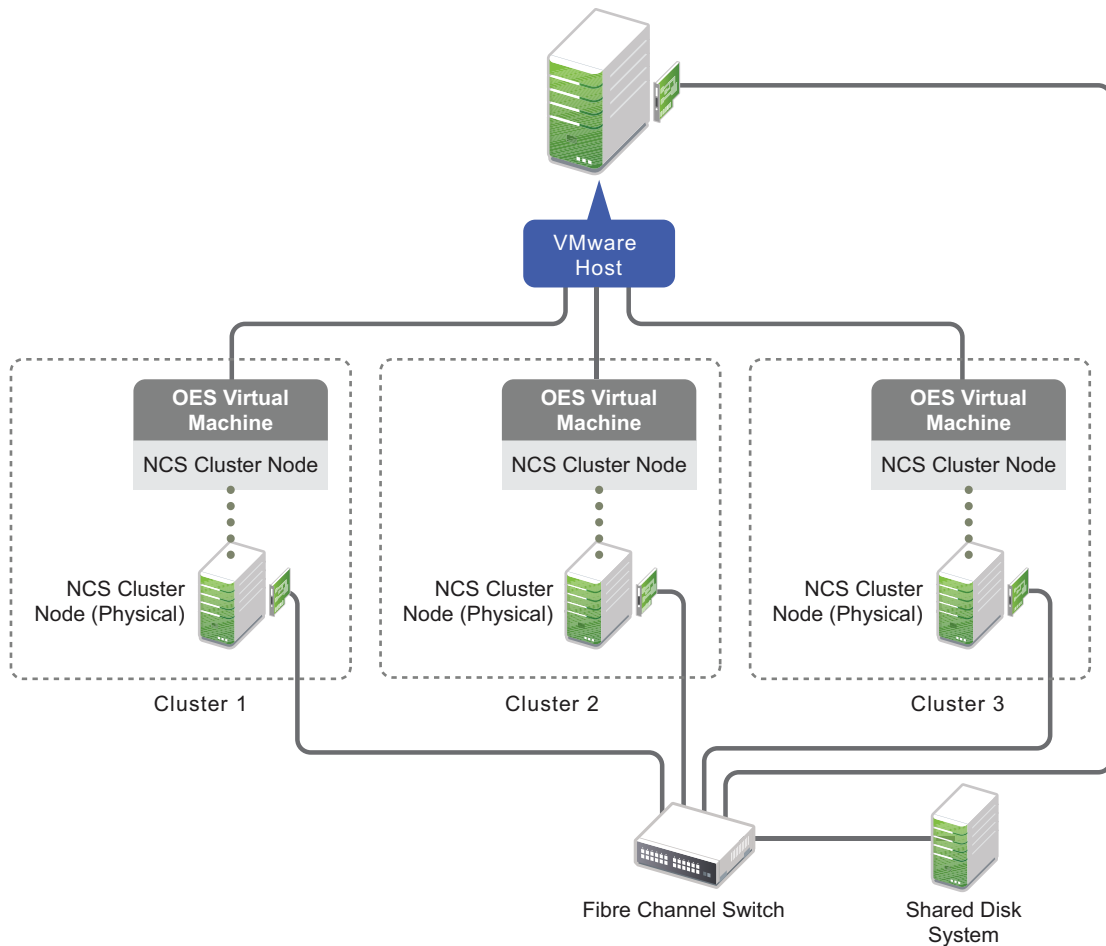 VMware
Host
OES Virtual
Machine
NCS Cluster Node
NCS Cluster
Node (Physical)
Cluster 1
OES Virtual
Machine
NCS Cluster Node
NCS Cluster
Node (Physical)
Cluster 2
OES Virtual
Machine
NCS Cluster Node
NCS Cluster
Node (Physical)
Cluster 3
Fibre Channel Switch
Shared Disk
System